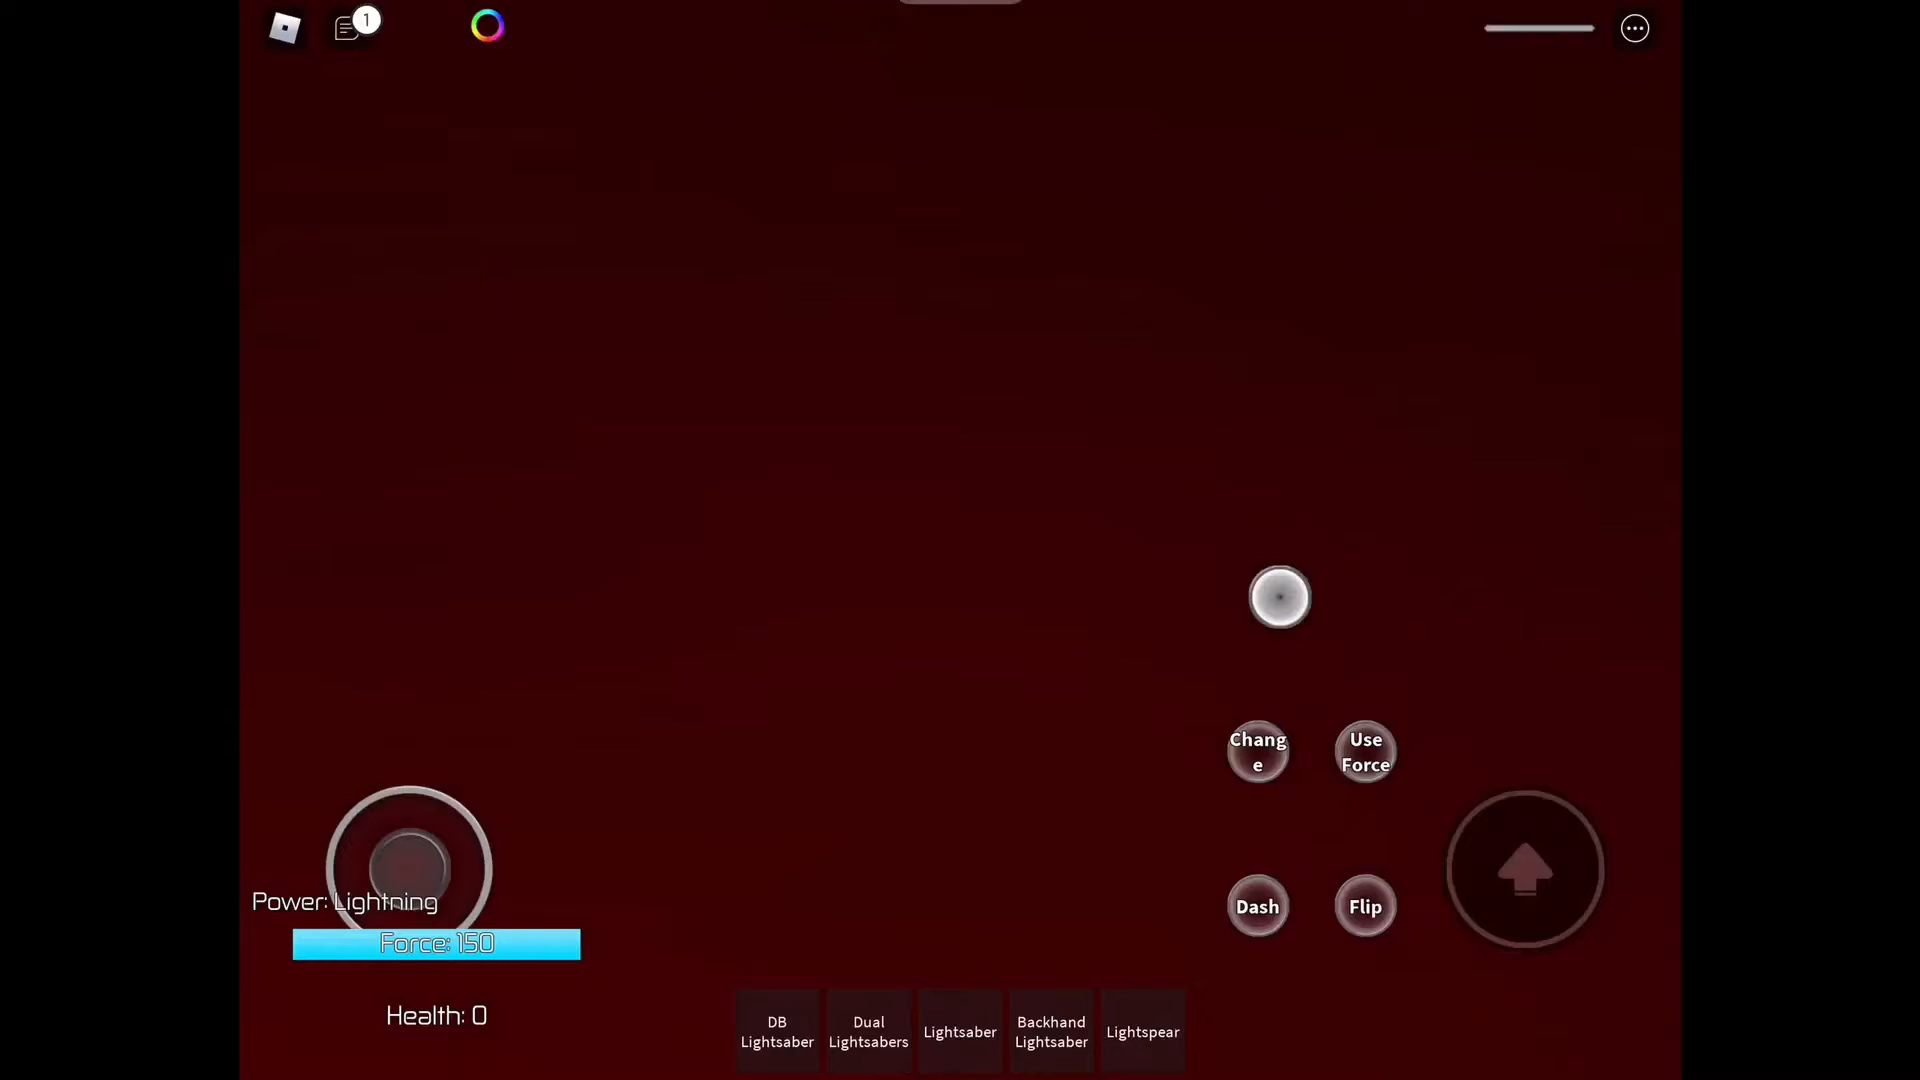 1
Chang
e
Use
Force
Power: Lightning
Dash
Flip
Force: 150
Health: 0
DB
Lightsaber
Dual
Lightsabers
Lightsaber
Backhand
Lightsaber
Lightspear